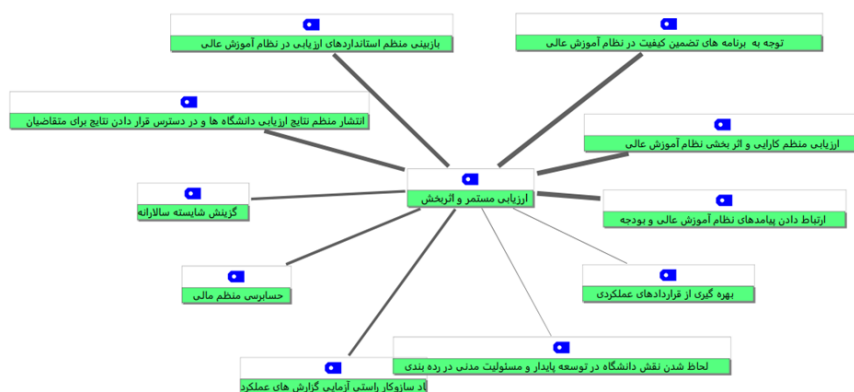 توجه به برنامه های تضمین کیفیت در نظام آموزش عالی
بازبینی منظم استانداردهای ارزیابی در نظام آموزش عالی
انتشار منظم نتایج ارزیابی دانشگاه ها و در دسترس قرار دادن نتایج برای متقاضیان
ارزیابی منظم کارایی و اثر بخشی نظام آموزش عالی
ارزیابی مستمر و اثربخش
گزینش شایسته سالارانه
ارتباط دادن پیامدهای نظام آموزش عالی و بودجه
حسابرسی منظم مالی
بهره گیری از قراردادهای عملکردی
لحاظ شدن نقش دانشگاه در توسعه پایدار و مسئولیت مدنی در رده بندی
سازوکار راستی آزمایی گزارش های عملکرد